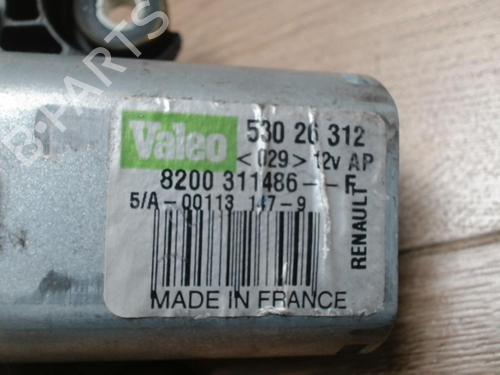 B-PARTS
Valeo
530 26 312
<029> 12v AP
8200 311486--F
5/A-00113 147-9
RENAULT
MADE IN FRANCE